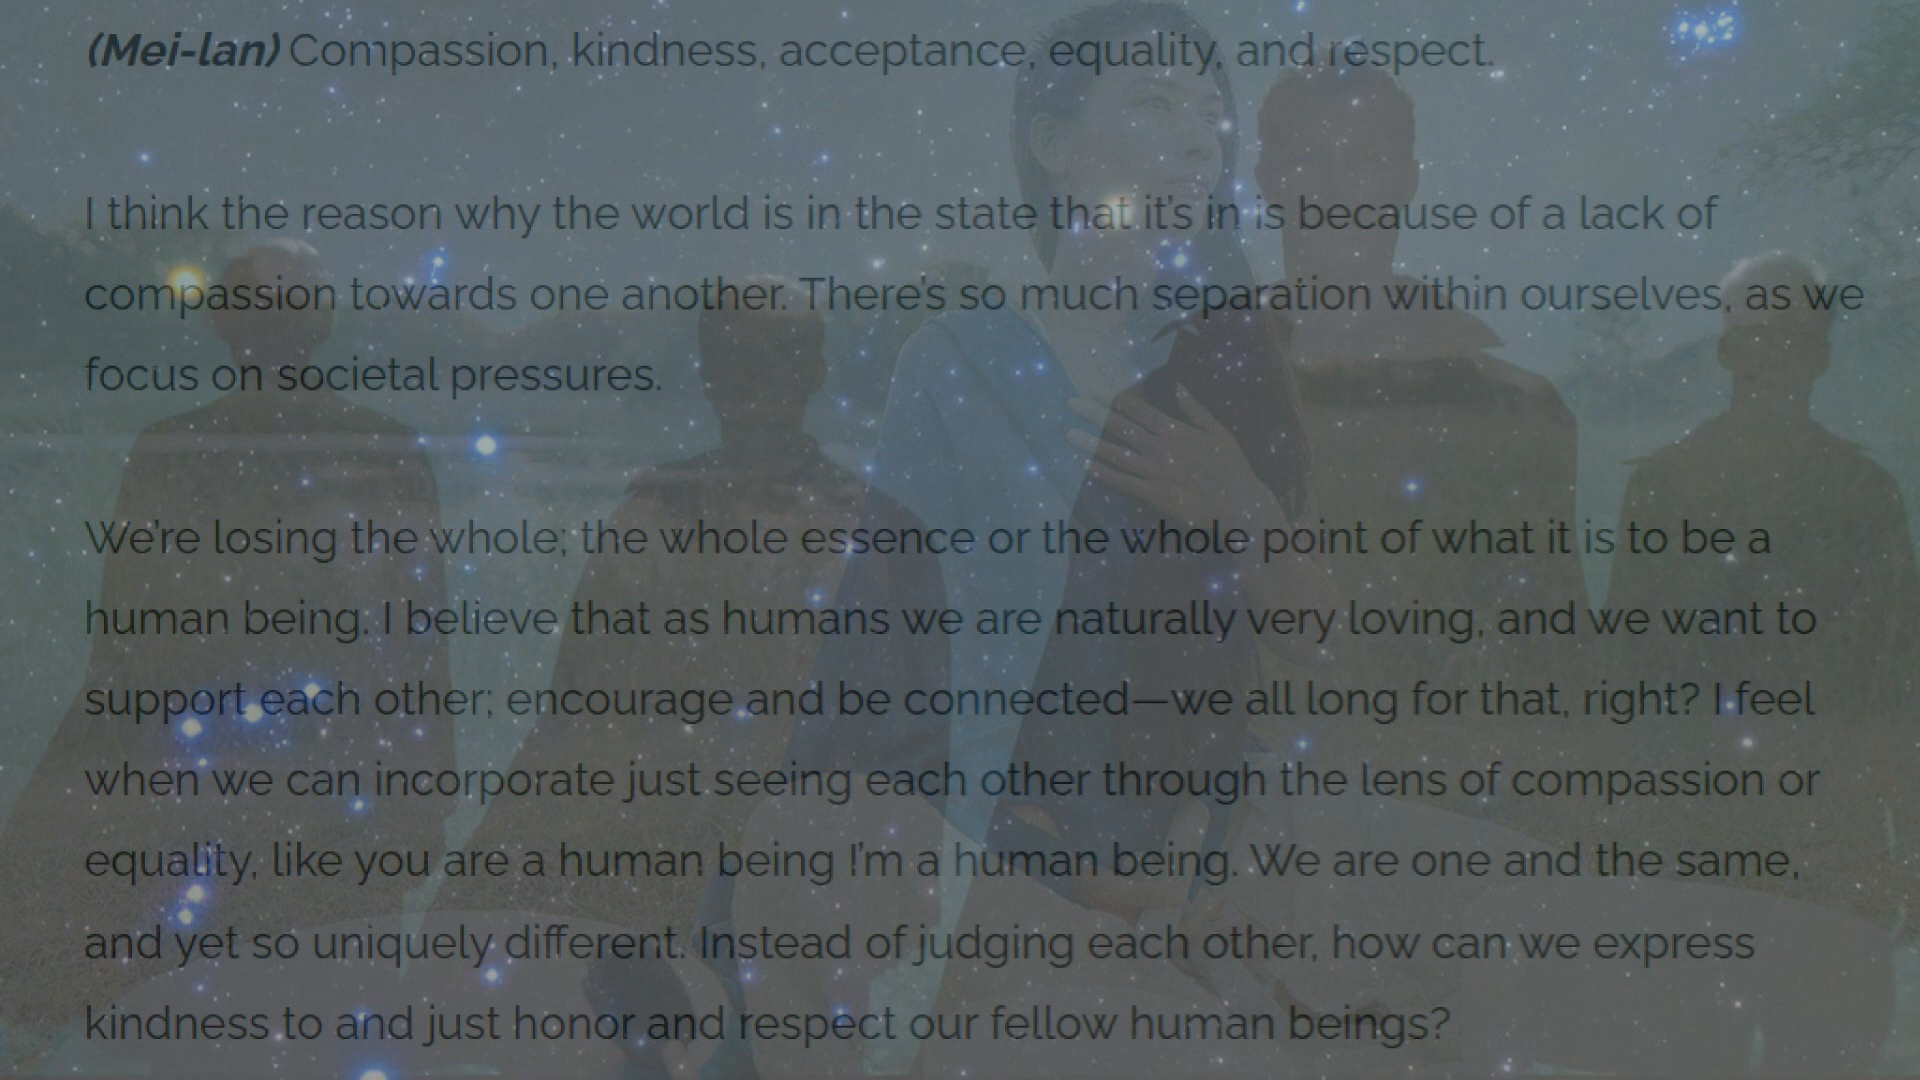 (Mei-lan) Compassion, kindness, acceptance, equality, and respect.
I think the reason why the world is in the state that it's in is because of a lack of
compassion towards one another. There's so much separation within ourselves, as we
focus on societal pressures.
We're losing the whole; the whole essence or the whole point of what it is to be a
human being. I believe that as humans we are naturally very loving, and we want to
support each other; encourage and be connected—we all long for that, right? I feel
when we can incorporate just seeing each other through the lens of compassion or
equality, like you are a human being I'm a human being. We are one and the same,
and yet so uniquely different. Instead of judging each other, how can we express
kindness to and just honor and respect our fellow human beings?